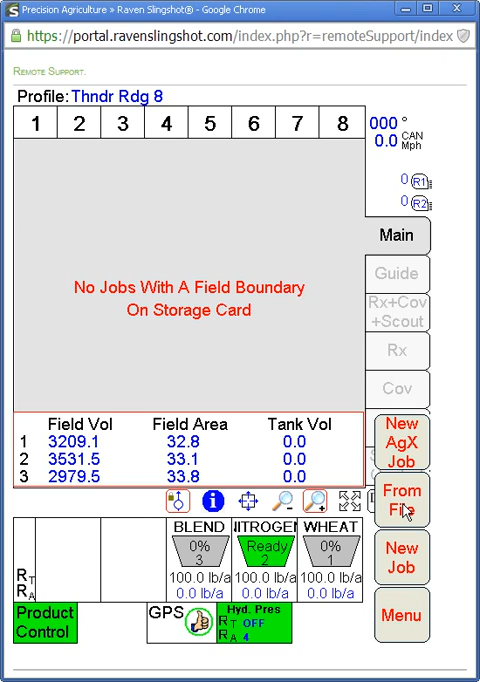 Precision Agriculture » Raven Slingshot® - Google Chrome
https://portal.ravenslingshot.com/index.php?r=remoteSupport/index
Remote Support.
Profile: Thndr Rdg 8
1 2 3 4 5 6 7 8
000 °
0.0 CAN Mph
0 R1
0 R2
Main
Guide
Rx+Cov
+Scout
Rx
Cov
No Jobs With A Field Boundary
On Storage Card
Field Vol Field Area Tank Vol
1 3209.1 32.8 0.0
2 3531.5 33.1 0.0
3 2979.5 33.8 0.0
New
AgX
Job
From
File
New
Job
Menu
BLEND NITROGEN WHEAT
0% Ready 0%
3 2 1
RT 100.0 lb/a 100.0 lb/a 100.0 lb/a
RA 0.0 lb/a 0.0 lb/a 0.0 lb/a
Product
Control
GPS
Hyd. Pres
RT OFF
RA 4